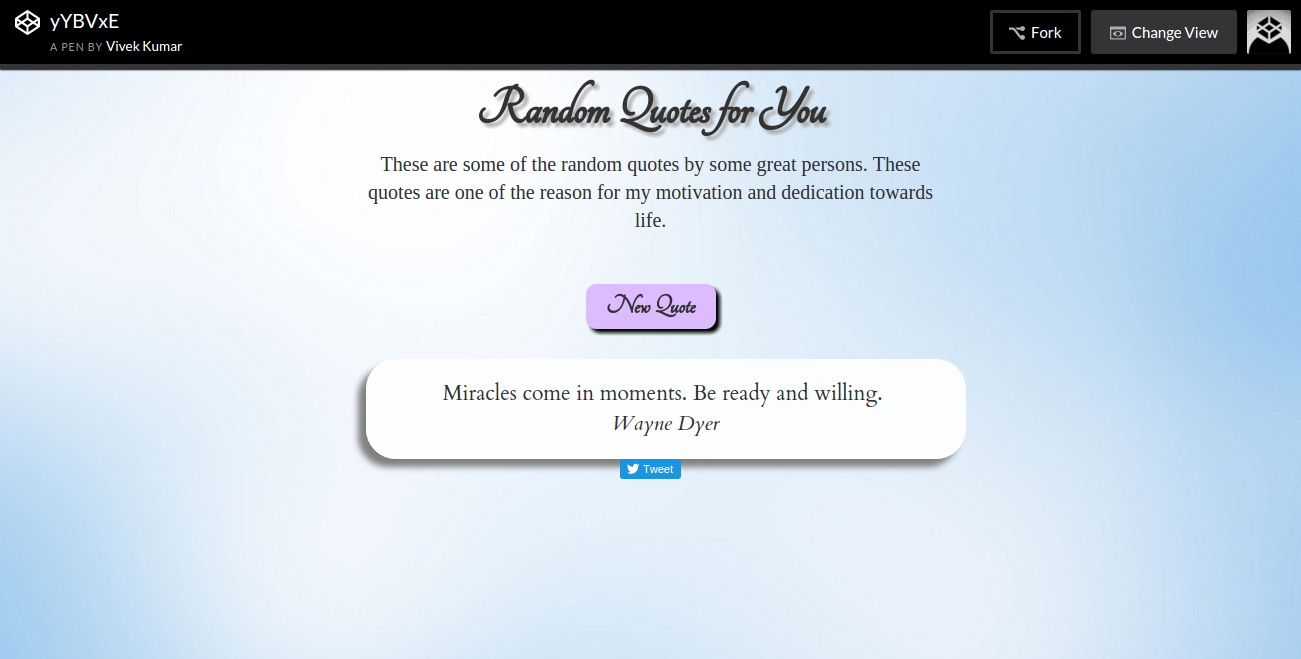 yYBVxE
A PEN BY Vivek Kumar
Fork
Change View
Random Quotes for You
These are some of the random quotes by some great persons. These
quotes are one of the reason for my motivation and dedication towards
life.
New Quote
Miracles come in moments. Be ready and willing.
Wayne Dyer
Tweet